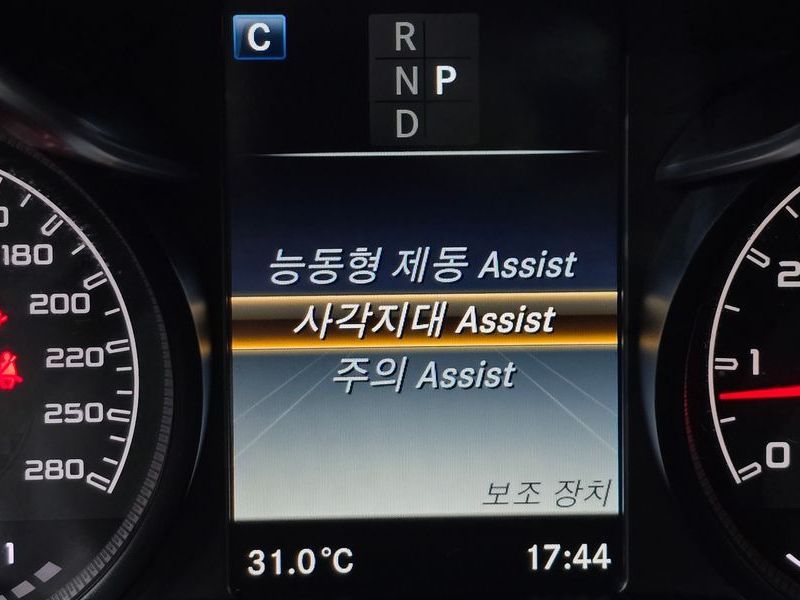 C
R
N P
D
능동형 제동 Assist
사각지대 Assist
주의 Assist
보조 장치
31.0°C
17:44
180
200
220
250
280
1
0